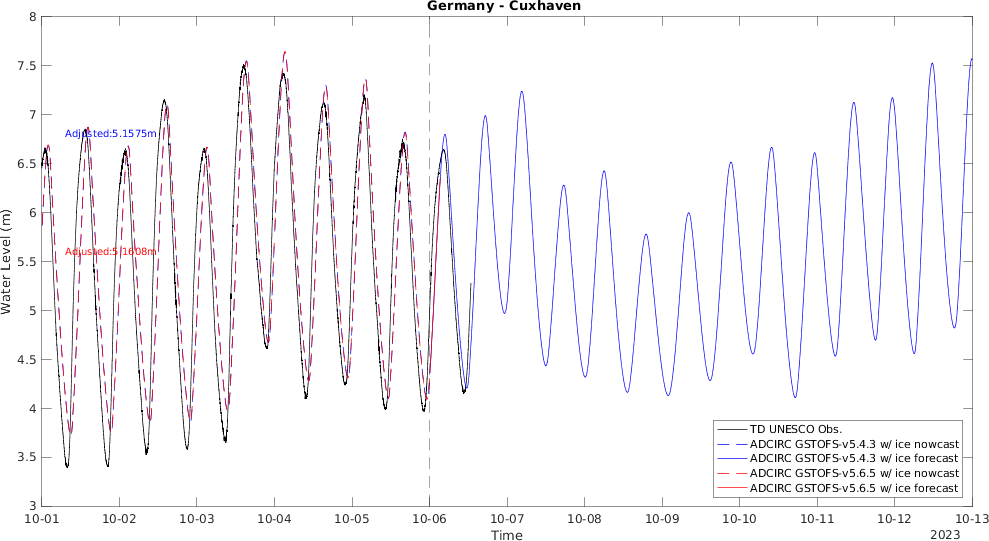 Germany - Cuxhaven
8
7.5
7
6.5
6
5.5
5
4.5
4
3.5
3
Water Level (m)
Adjusted:5.1575m
Adjusted:5.1608m
TD UNESCO Obs.
ADCIRC GSTOFS-v5.4.3 w/ ice nowcast
ADCIRC GSTOFS-v5.4.3 w/ ice forecast
ADCIRC GSTOFS-v5.6.5 w/ ice nowcast
ADCIRC GSTOFS-v5.6.5 w/ ice forecast
10-01 10-02 10-03 10-04 10-05 10-06 10-07 10-08 10-09 10-10 10-11 10-12 10-13
Time
2023